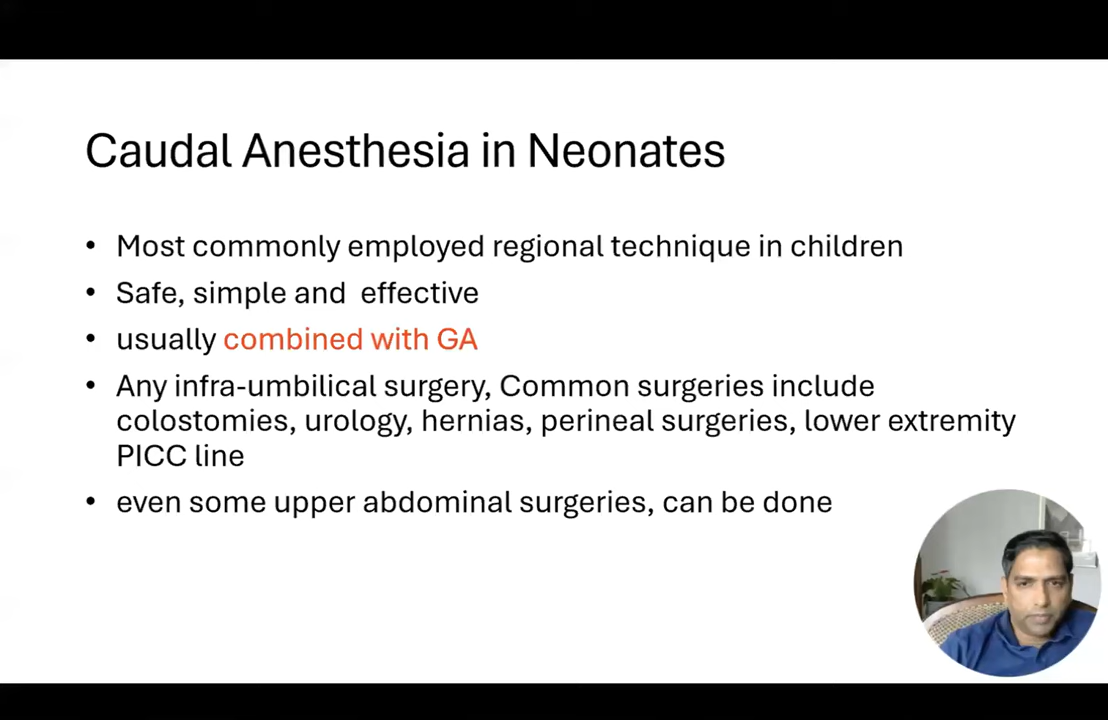 Caudal Anesthesia in Neonates
• Most commonly employed regional technique in children
• Safe, simple and  effective
• usually combined with GA
• Any infra-umbilical surgery, Common surgeries include
colostomies, urology, hernias, perineal surgeries, lower extremity
PICC line
• even some upper abdominal surgeries, can be done